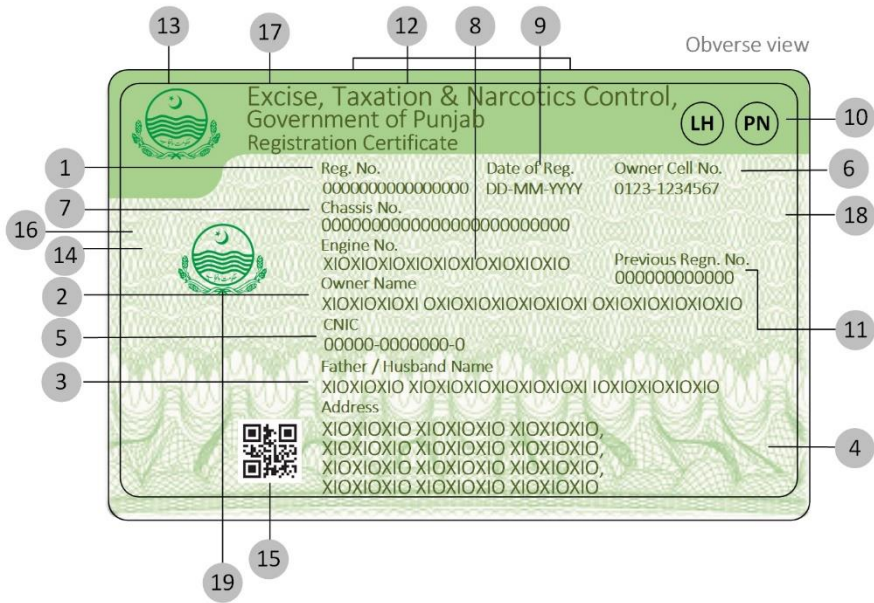 13 17 12 8 9
Obverse view
Excise, Taxation & Narcotics Control,
Government of Punjab
Registration Certificate
LH PN 10
1 Reg. No. Date of Reg. Owner Cell No. 6
0000000000000000 DD-MM-YYYY 0123-1234567
7 Chassis No. 18
00000000000000000000000000
16 Engine No.
14 XIOXIOXIOXIOXIOXIOXIOXIOXIO Previous Regn. No.
000000000000
2 Owner Name
XIOXIOXIOXI OXIOXIOXIOXIOXIOXI OXIOXIOXIOXIOXIO
5 CNIC 11
00000-0000000-0
3 Father / Husband Name
XIOXIOXIO XIOXIOXIOXIOXIOXIOXI IOXIOXIOXIOXIO
Address
XIOXIOXIO XIOXIOXIO XIOXIOXIO,
XIOXIOXIO XIOXIOXIO XIOXIOXIO, 4
XIOXIOXIO XIOXIOXIO XIOXIOXIO,
XIOXIOXIO XIOXIOXIO XIOXIOXIO
15
19